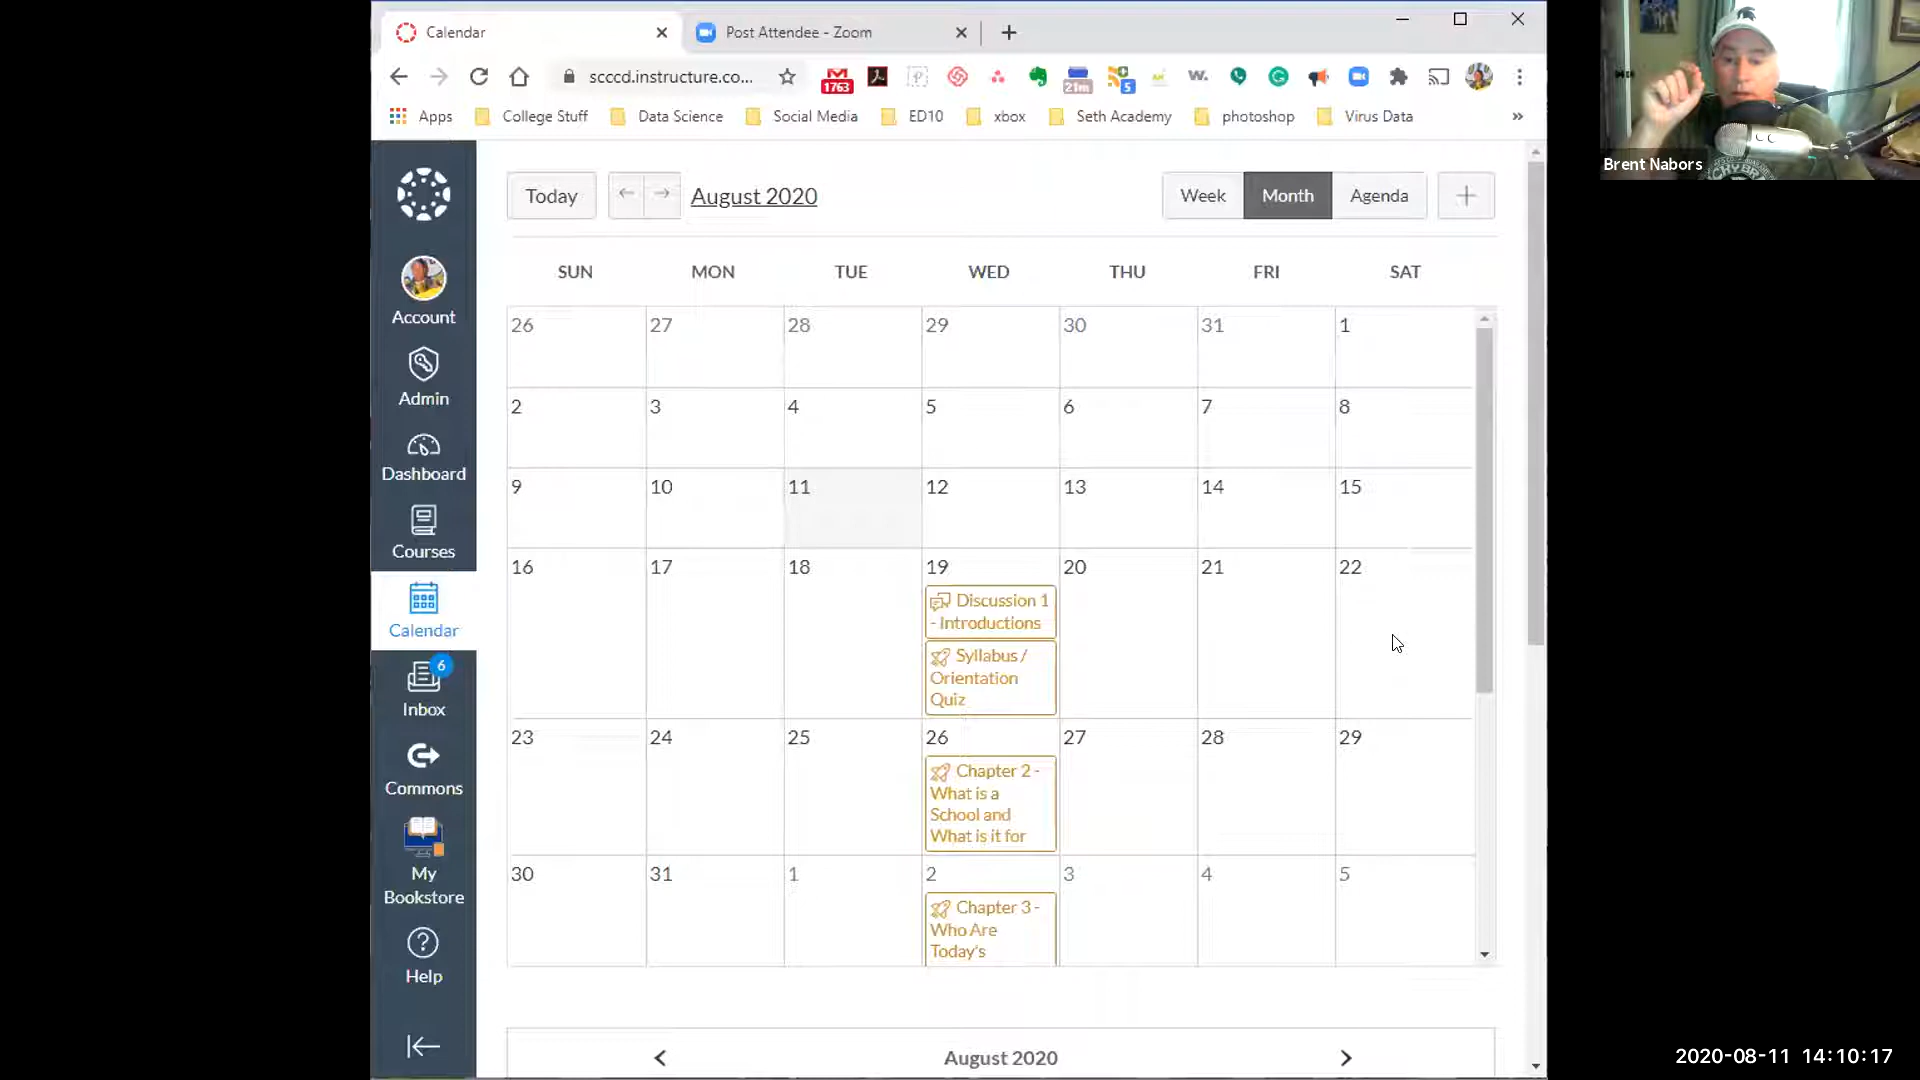 Calendar
Post Attendee - Zoom
scccd.instructure.co...
1763
21m
5
w.
Apps
College Stuff
Data Science
Social Media
ED10
xbox
Seth Academy
photoshop
Virus Data
»
Brent Nabors
Today
August 2020
Week
Month
Agenda
SUN MON TUE WED THU FRI SAT
26 27 28 29 30 31 1
2 3 4 5 6 7 8
9 10 11 12 13 14 15
16 17 18 19 20 21 22
Discussion 1
- Introductions
Syllabus /
Orientation
Quiz
23 24 25 26 27 28 29
Chapter 2 -
What is a
School and
What is it for
30 31 1 2 3 4 5
Chapter 3 -
Who Are
Today's
August 2020
Account
Admin
Dashboard
Courses
Calendar
6
Inbox
Commons
My
Bookstore
Help
2020-08-11 14:10:17